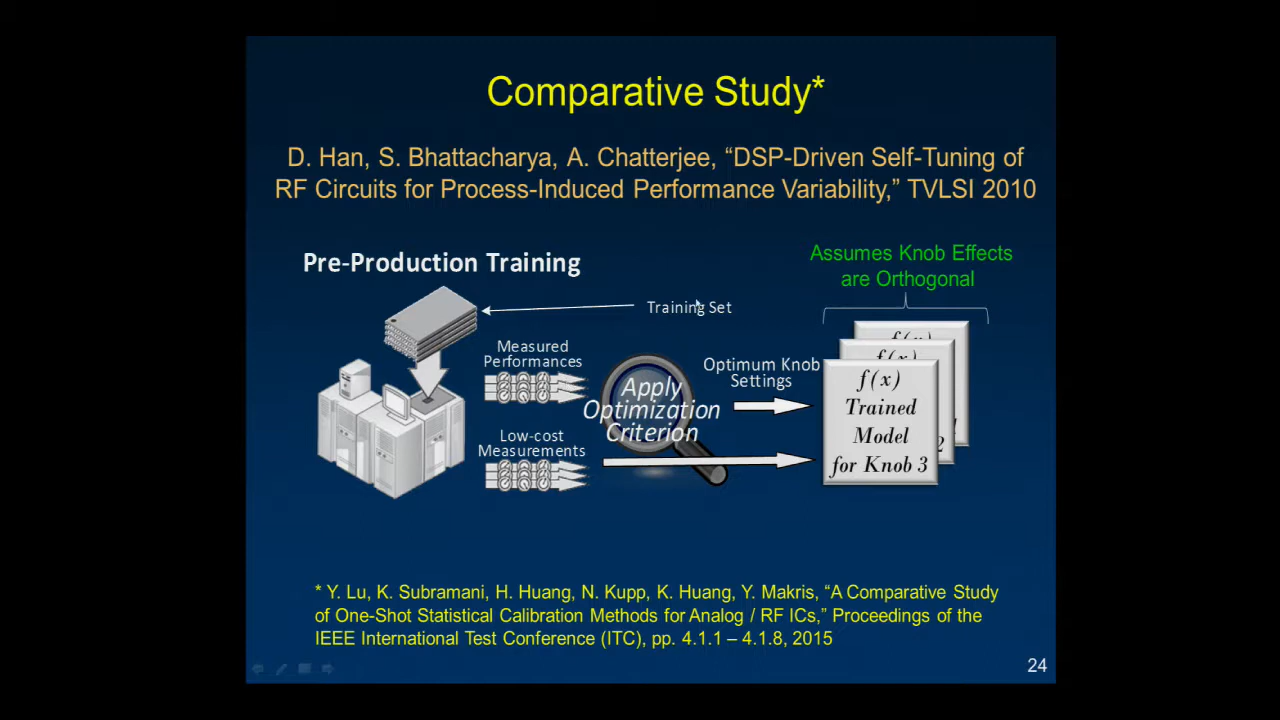 Comparative Study*
D. Han, S. Bhattacharya, A. Chatterjee, “DSP-Driven Self-Tuning of
RF Circuits for Process-Induced Performance Variability,” TVLSI 2010
Assumes Knob Effects
are Orthogonal
Pre-Production Training
Training Set
Measured
Performances
Low-cost
Measurements
Apply
Optimization
Criterion
Optimum Knob
Settings
f(x)
f(x)
f(x)
Trained
Model
for Knob 3
2
* Y. Lu, K. Subramani, H. Huang, N. Kupp, K. Huang, Y. Makris, “A Comparative Study
of One-Shot Statistical Calibration Methods for Analog / RF ICs,” Proceedings of the
IEEE International Test Conference (ITC), pp. 4.1.1 – 4.1.8, 2015
24